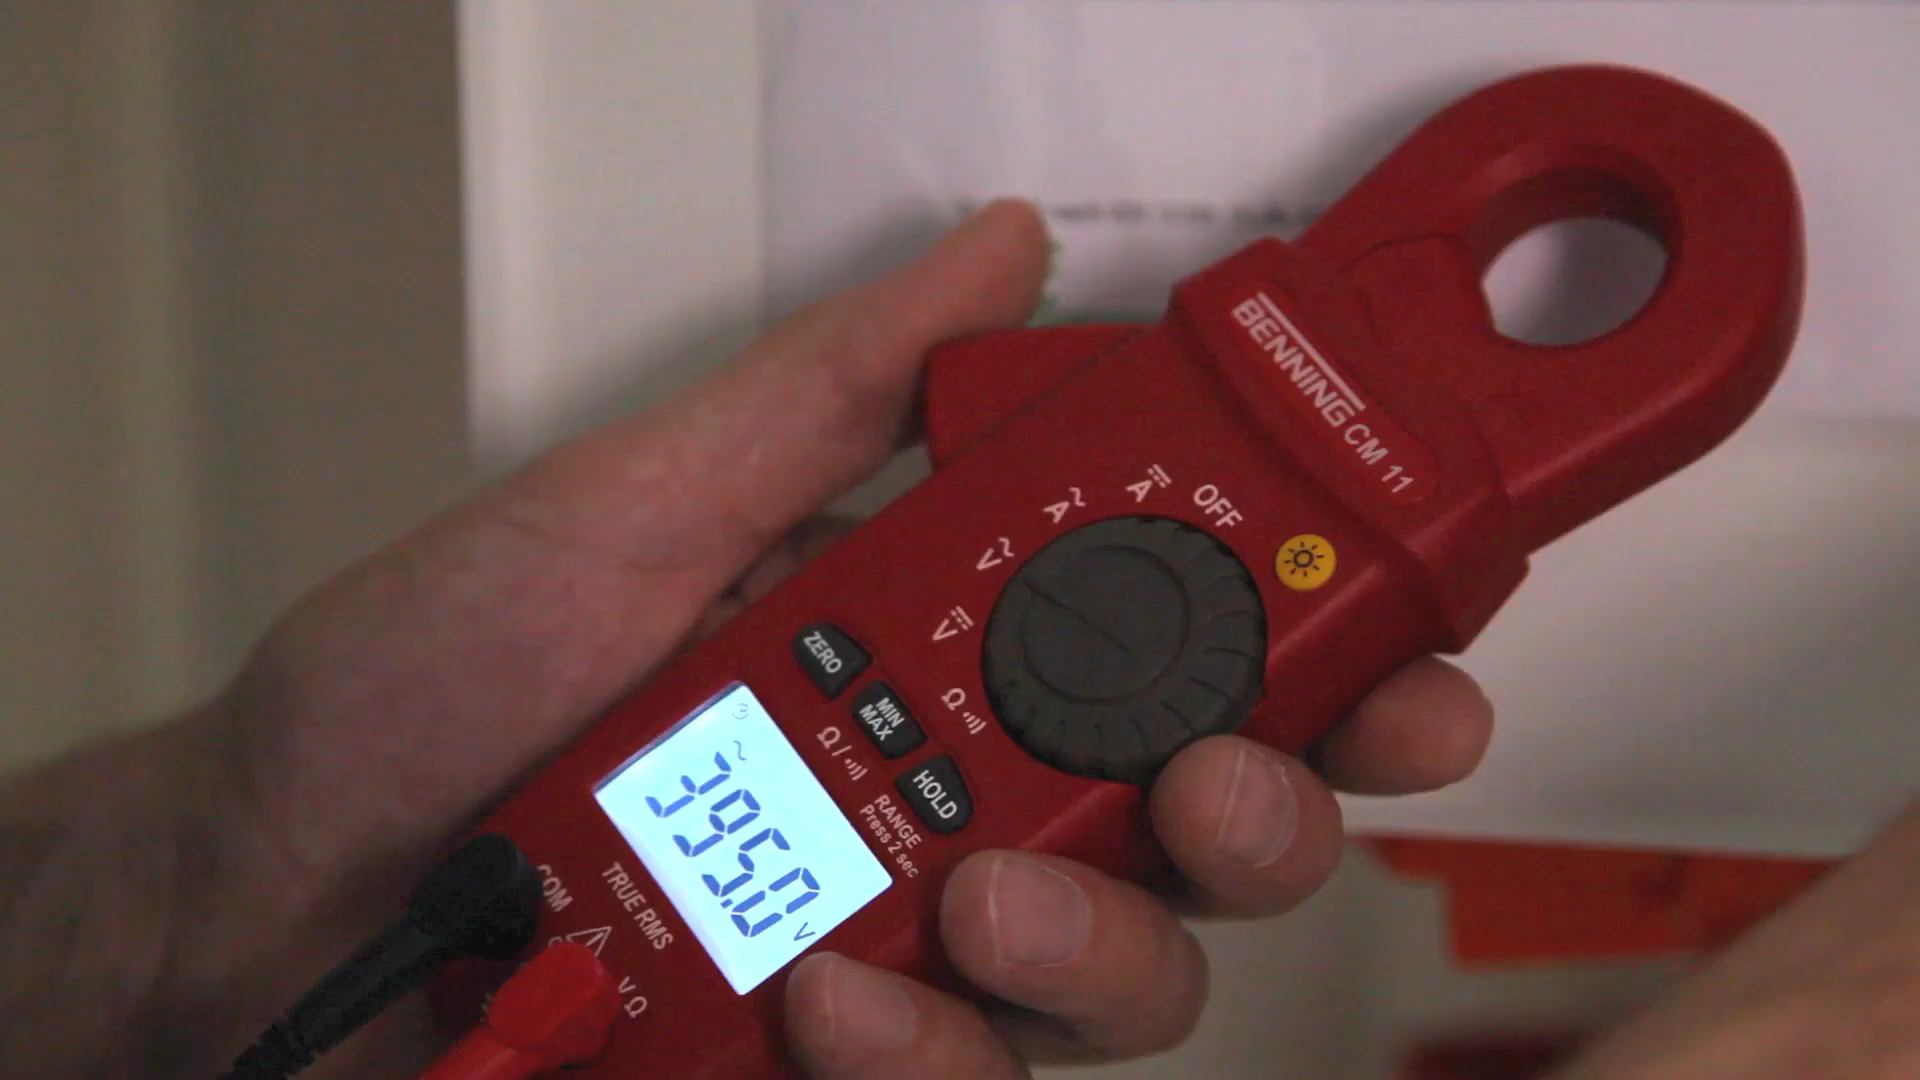 BENNING CM 11
OFF
A
A
V
V
Ω
ZERO
MIN
MAX
HOLD
Ω /
RANGE
Press 2 sec
395.0 V
TRUE RMS
COM
V Ω